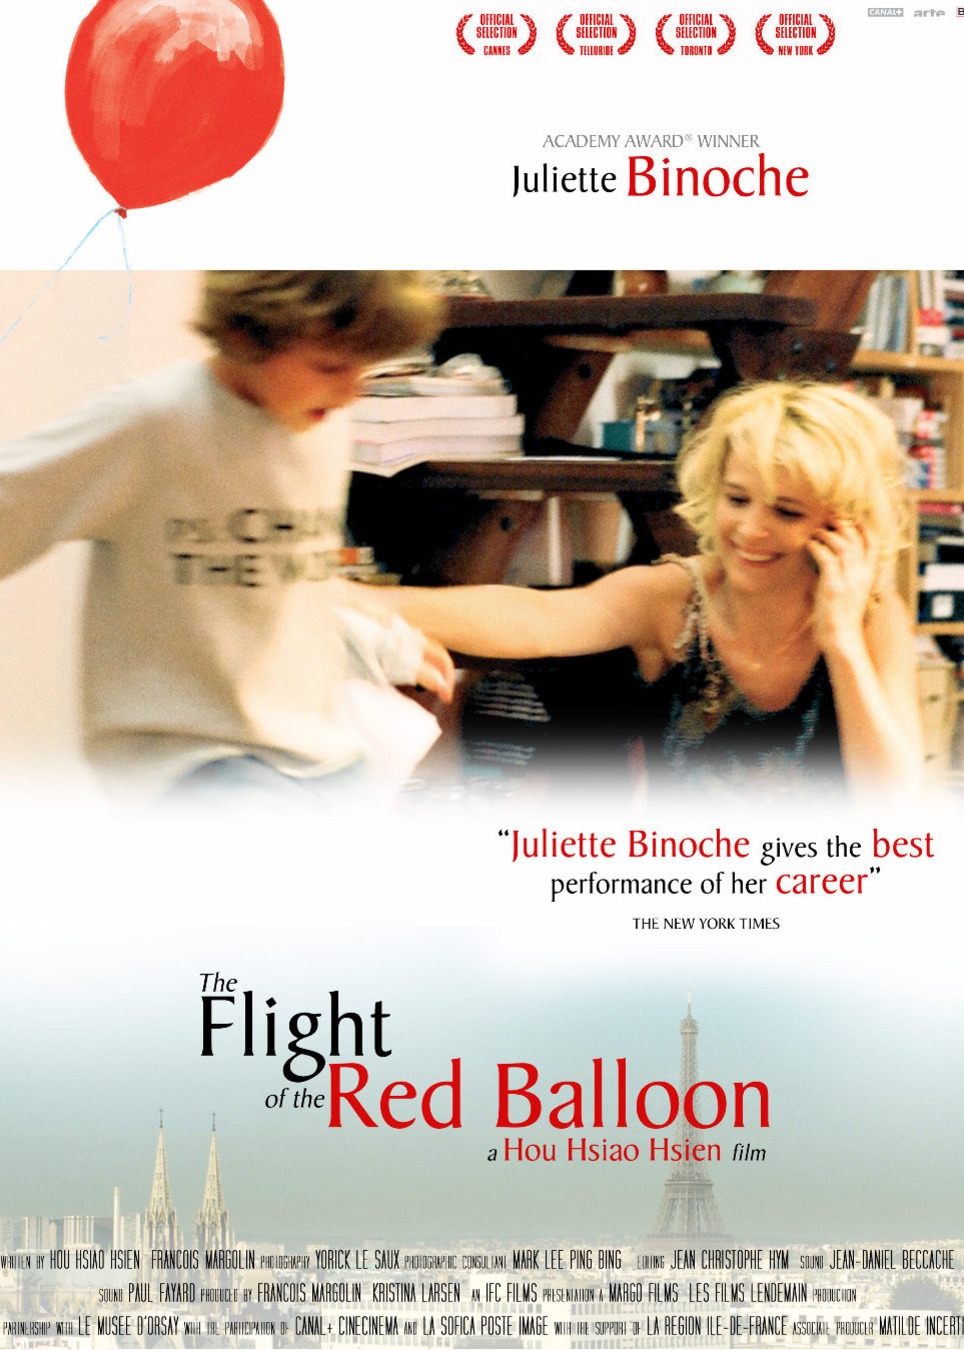 OFFICIAL SELECTION CANNES
OFFICIAL SELECTION TELLURIDE
OFFICIAL SELECTION TORONTO
OFFICIAL SELECTION NEW YORK
CANAL+ arte
ACADEMY AWARD® WINNER
Juliette Binoche
THE
“Juliette Binoche gives the best
performance of her career”
THE NEW YORK TIMES
The
Flight
of the Red Balloon
a Hou Hsiao Hsien film
WRITTEN BY HOU HSIAO HSIEN FRANCOIS MARGOLIN PHOTOGRAPHY YORICK LE SAUX PHOTOGRAPHIC CONSULTANT MARK LEE PING BING EDITING JEAN CHRISTOPHE HYM SOUND JEAN-DANIEL BECCACHE
SOUND PAUL FAYARD PRODUCED BY FRANCOIS MARGOLIN KRISTINA LARSEN AN IFC FILMS PRESENTATION A MARGO FILMS LES FILMS LENDEMAIN PRODUCTION
PARTNERSHIP WITH LE MUSEE D'ORSAY WITH THE PARTICIPATION OF CANAL+ CINECINEMA AND LA SOFICA POSTE IMAGE WITH THE SUPPORT OF LA REGION ILE-DE-FRANCE ASSOCIATE PRODUCER MATILDE INCERTI